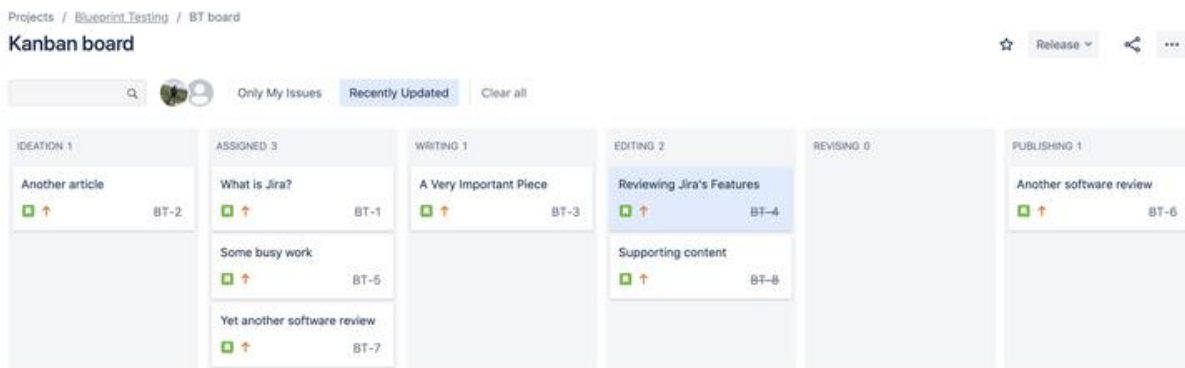 Projects / Blueprint Testing / BT board
Kanban board
Release
Only My Issues
Recently Updated
Clear all
IDEATION 1
Another article
BT-2
ASSIGNED 3
What is Jira?
BT-1
Some busy work
BT-5
Yet another software review
BT-7
WRITING 1
A Very Important Piece
BT-3
EDITING 2
Reviewing Jira's Features
BT-4
Supporting content
BT-8
REVISING 0
PUBLISHING 1
Another software review
BT-6